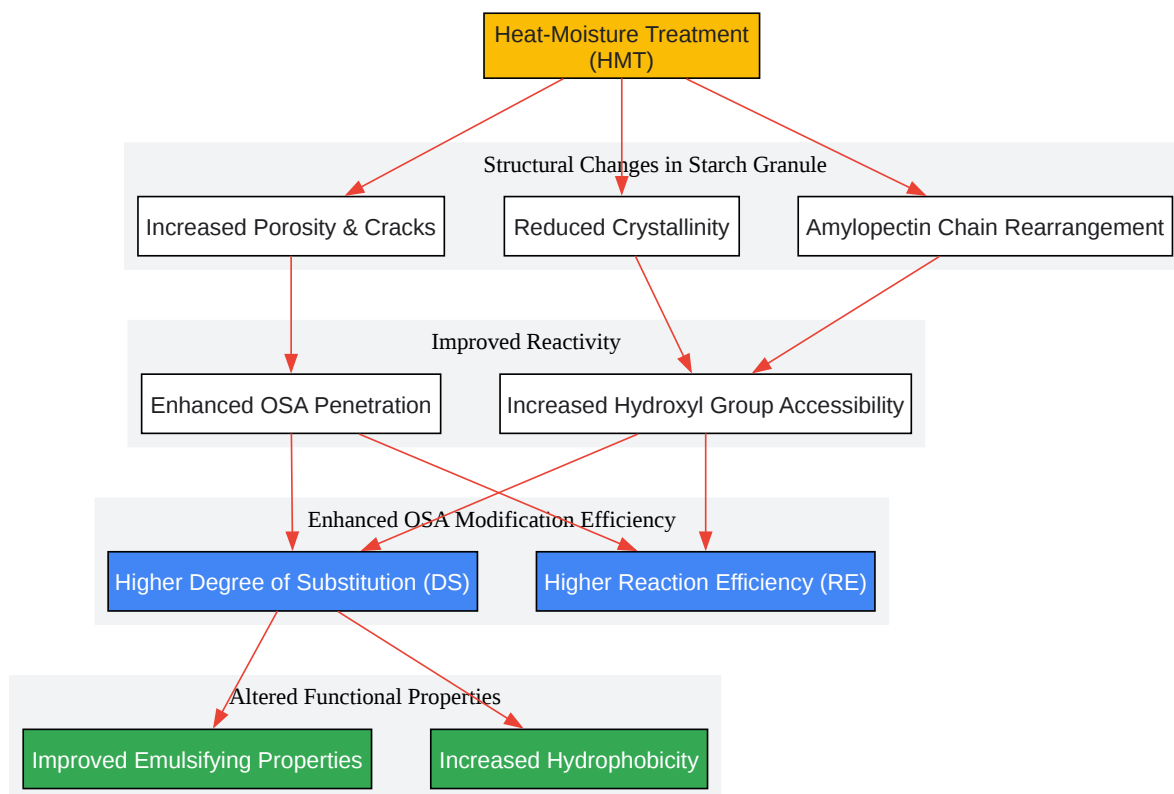 Heat-Moisture Treatment
(HMT)
Structural Changes in Starch Granule
Increased Porosity & Cracks
Reduced Crystallinity
Amylopectin Chain Rearrangement
Improved Reactivity
Enhanced OSA Penetration
Increased Hydroxyl Group Accessibility
Enhanced OSA Modification Efficiency
Higher Degree of Substitution (DS)
Higher Reaction Efficiency (RE)
Altered Functional Properties
Improved Emulsifying Properties
Increased Hydrophobicity